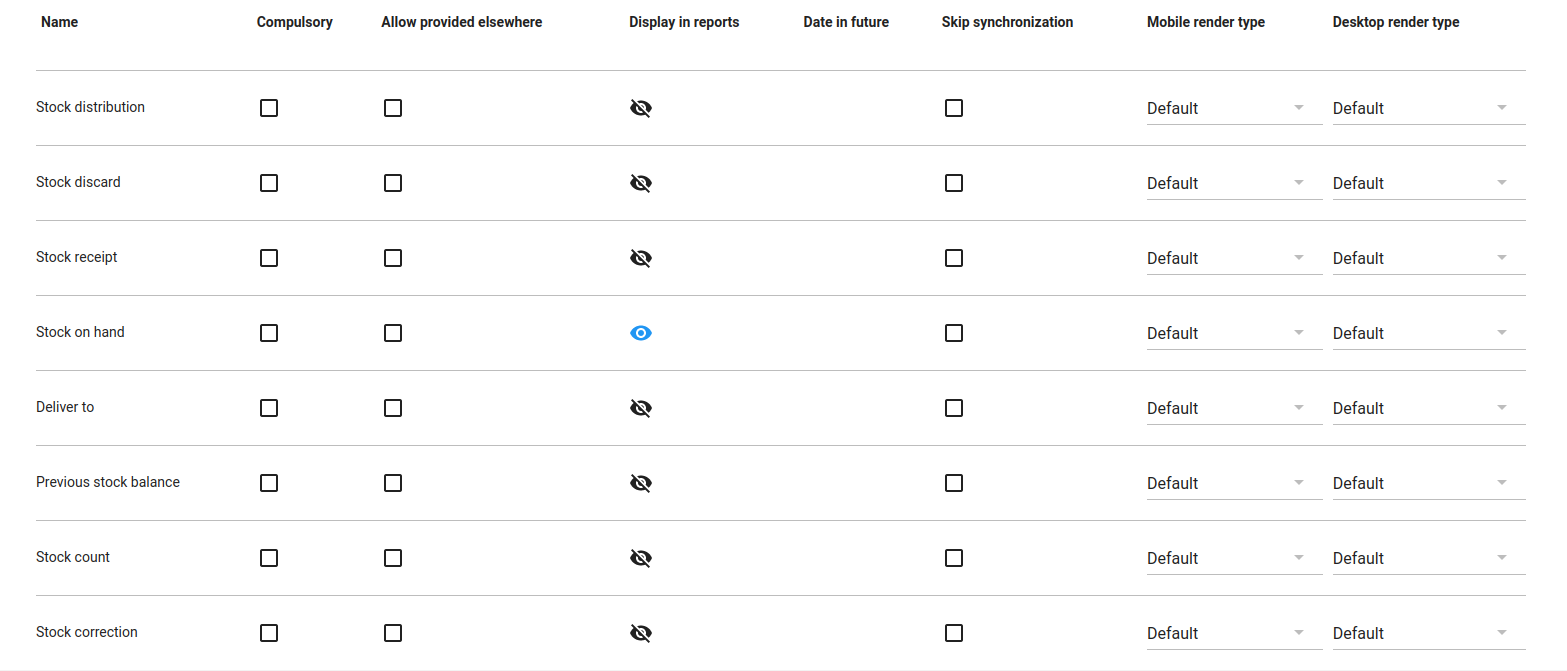 Name Compulsory Allow provided elsewhere Display in reports Date in future Skip synchronization Mobile render type Desktop render type
Stock distribution Default Default
Stock discard Default Default
Stock receipt Default Default
Stock on hand Default Default
Deliver to Default Default
Previous stock balance Default Default
Stock count Default Default
Stock correction Default Default